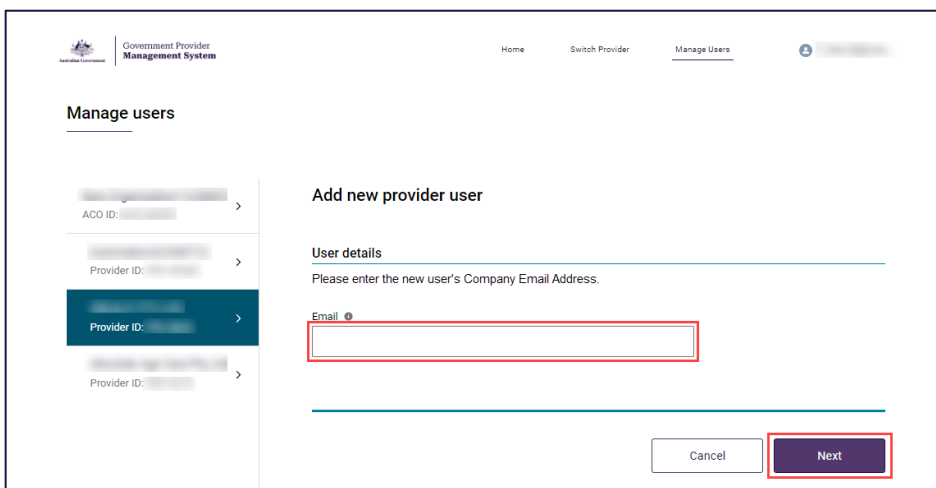 Australian Government
Government Provider
Management System
Home
Switch Provider
Manage Users
Manage users
ACO ID:
Provider ID:
Provider ID:
Provider ID:
Add new provider user
User details
Please enter the new user's Company Email Address.
Email
Cancel
Next